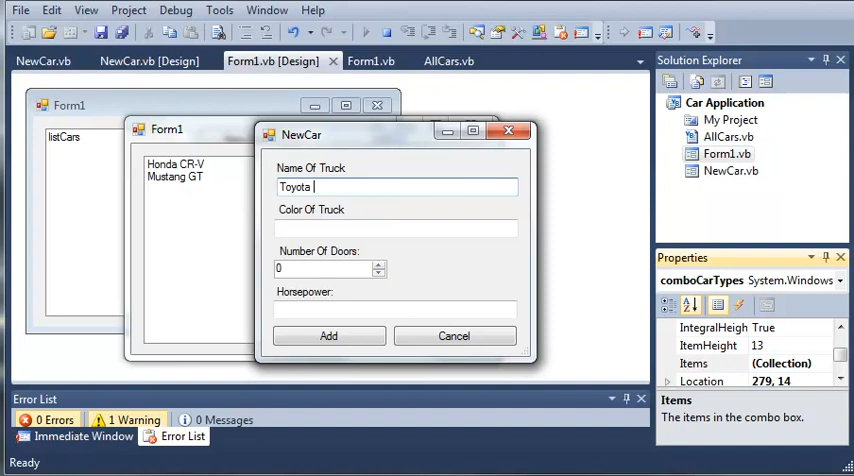 File View Project Debug Tools Window Help
NewCar.vb NewCar.vb [Design] Form1.vb [Design] Form1.vb AllCars.vb
Form1
listCars
Form1
Honda CR-V
Mustang GT
NewCar
Name Of Truck
Toyota
Color Of Truck
Number Of Doors:
0
Horsepower:
Add Cancel
Solution Explorer
Car Application
My Project
AllCars.vb
Form1.vb
NewCar.vb
Properties
comboCarTypes System.Windows
IntegralHeigh True
ItemHeight 13
Items (Collection)
Location 279, 14
Items
The items in the combo box.
Error List
0 Errors 1 Warning 0 Messages
Immediate Window Error List
Ready